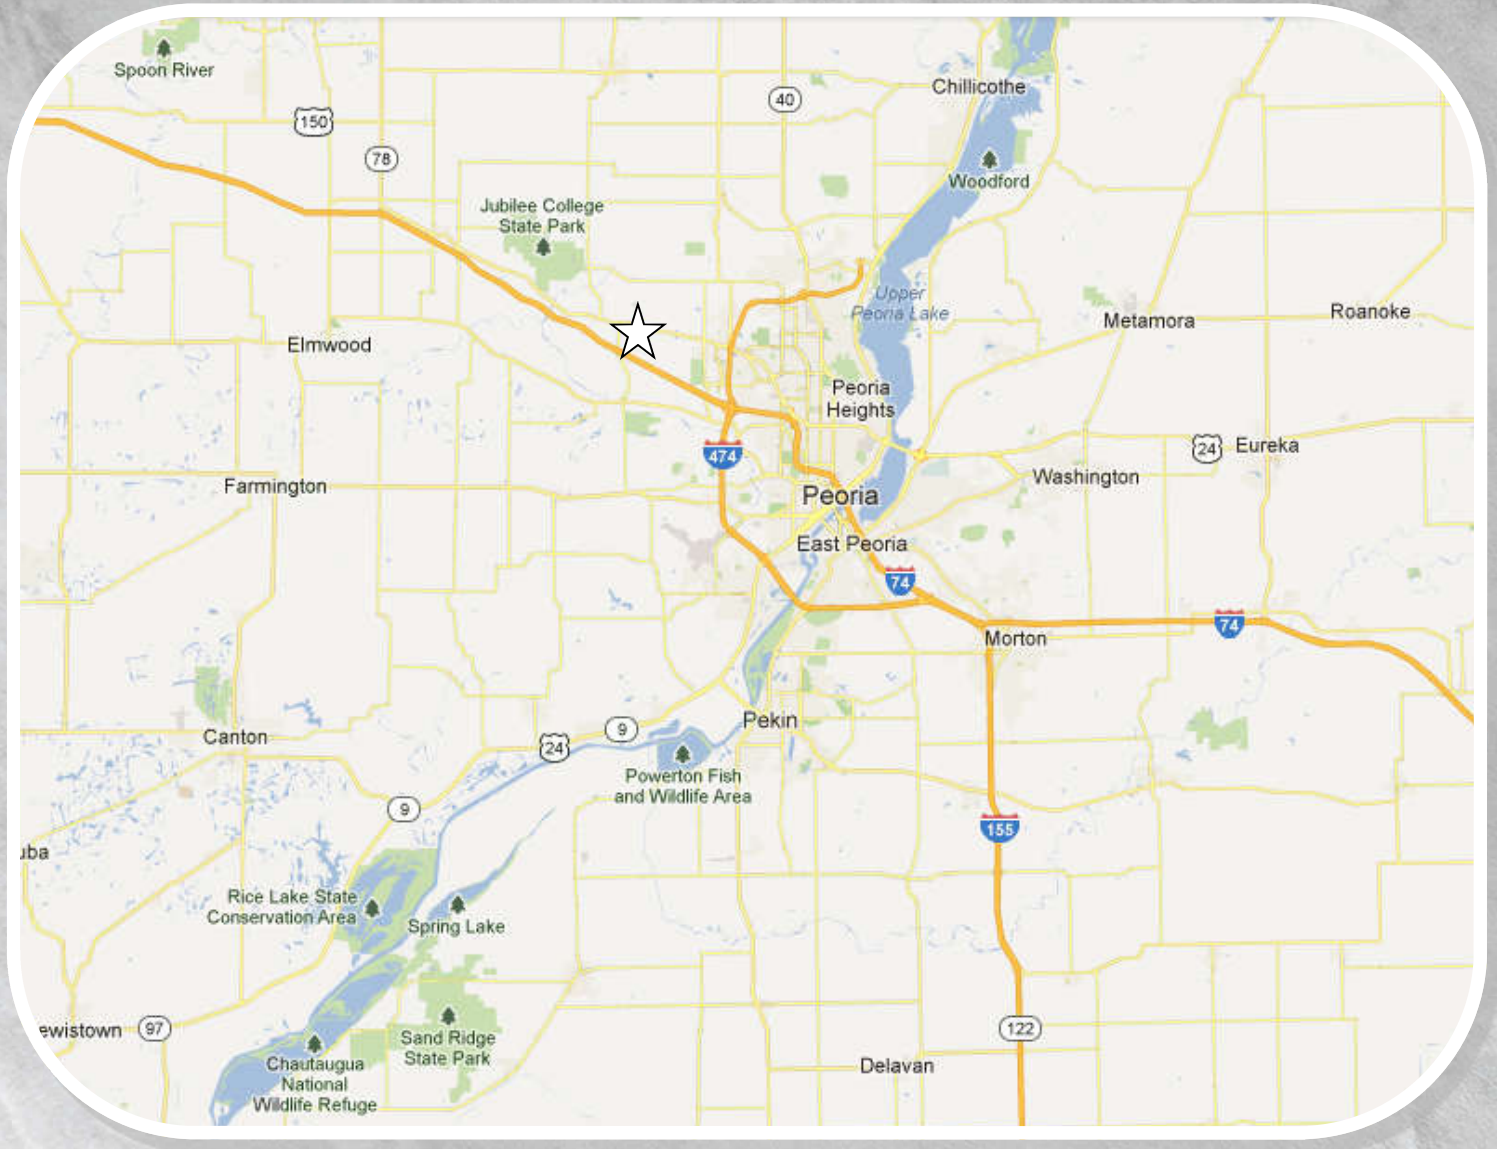 Spoon River
150
78
40
Chillicothe
Woodford
Jubilee College
State Park
Upper
Peoria Lake
Metamora
Roanoke
Elmwood
Peoria
Heights
474
24
Eureka
Washington
Farmington
Peoria
East Peoria
74
74
Morton
Canton
24
9
Pekin
Powerton Fish
and Wildlife Area
9
155
uba
Rice Lake State
Conservation Area
Spring Lake
ewistown
97
Sand Ridge
State Park
122
Chautaugua
National
Wildlife Refuge
Delavan